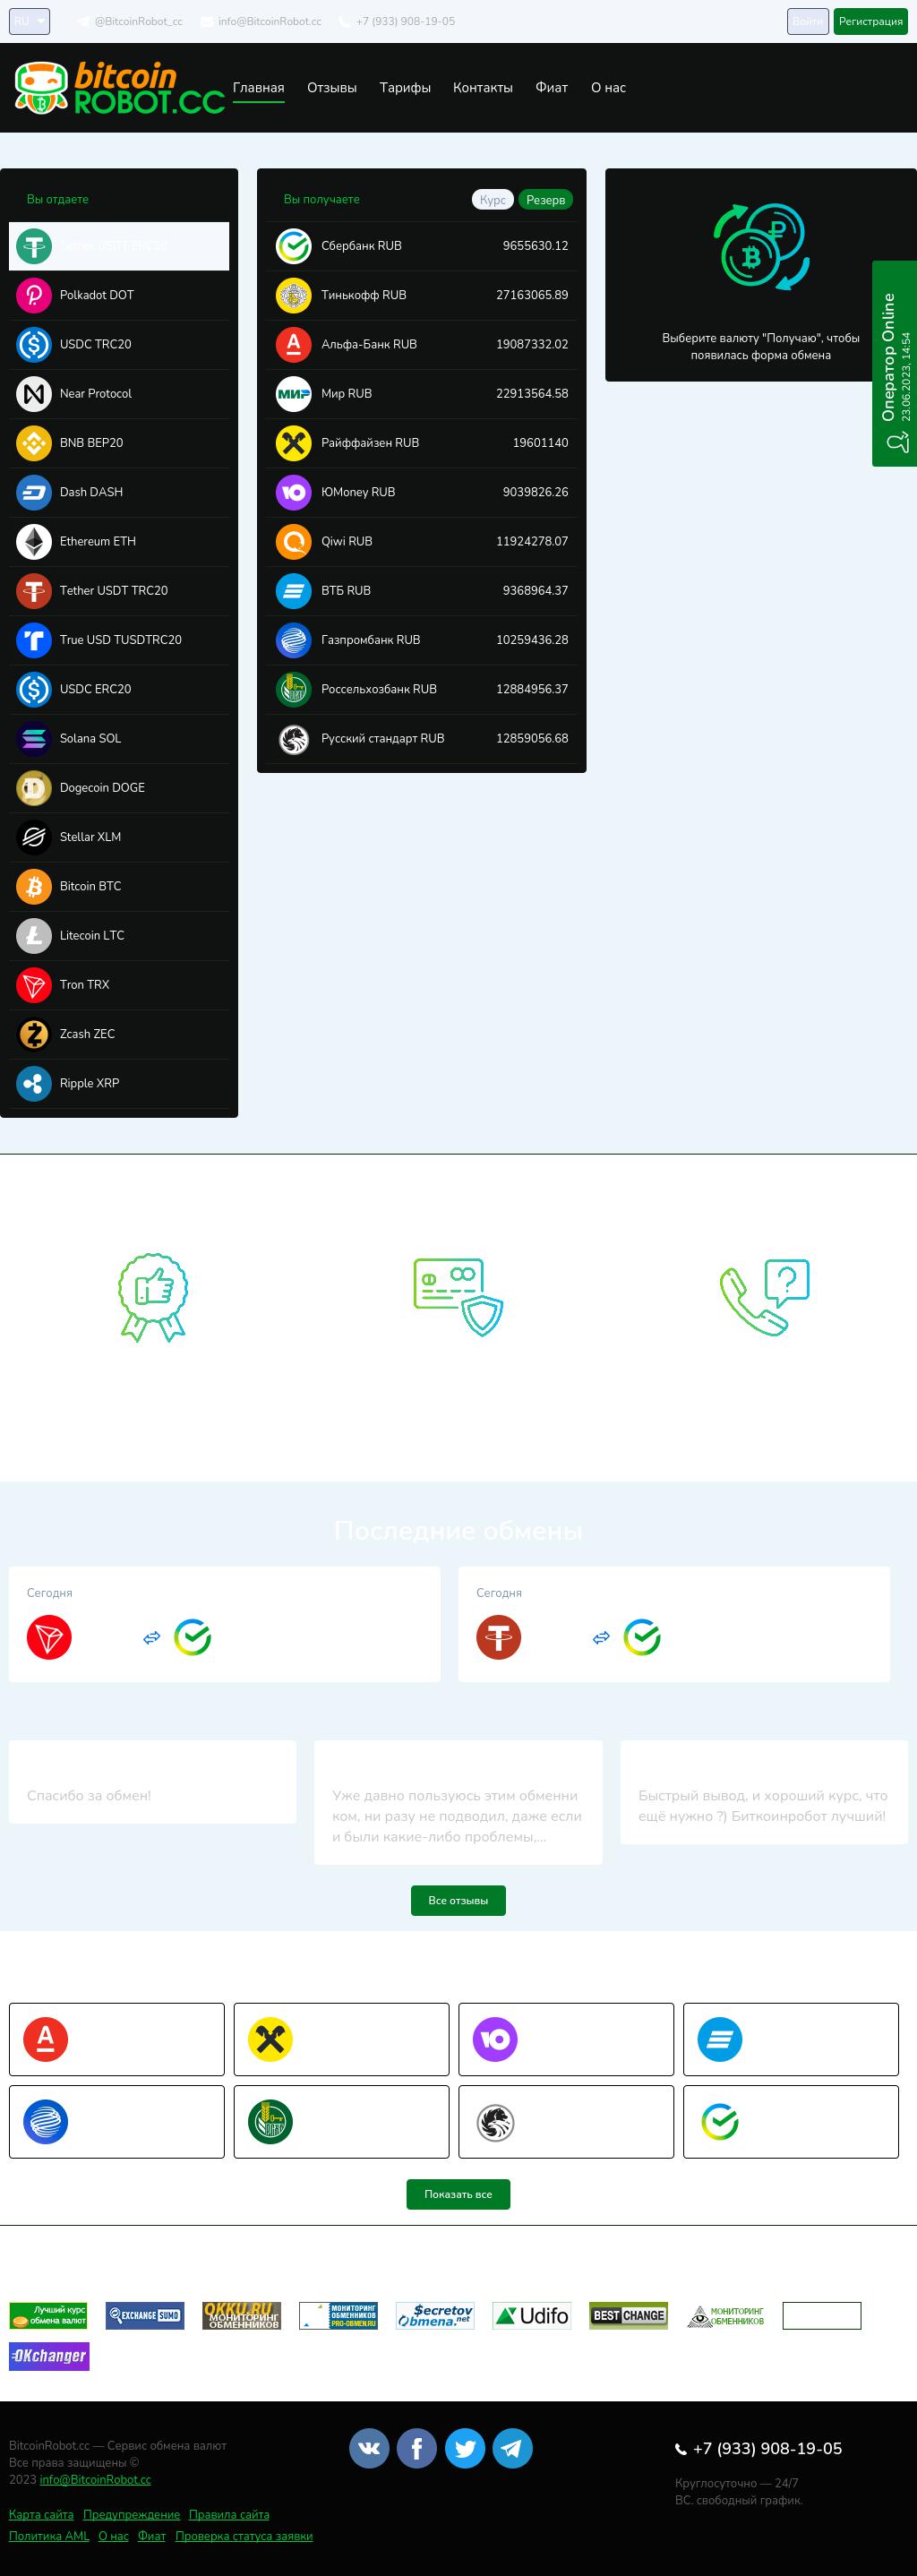 RU
@BitcoinRobot_cc
info@BitcoinRobot.cc
+7 (933) 908-19-05
Войти
Регистрация
bitcoin
ROBOT.CC
Главная
Отзывы
Тарифы
Контакты
Фиат
О нас
Вы отдаете
Polkadot DOT
USDC TRC20
Near Protocol
BNB BEP20
Dash DASH
Ethereum ETH
Tether USDT TRC20
True USD TUSDTRC20
USDC ERC20
Solana SOL
Dogecoin DOGE
Stellar XLM
Bitcoin BTC
Litecoin LTC
Tron TRX
Zcash ZEC
Ripple XRP
Вы получаете
Курс
Резерв
Сбербанк RUB 9655630.12
Тинькофф RUB 27163065.89
Альфа-Банк RUB 19087332.02
Мир RUB 22913564.58
Райффайзен RUB 19601140
ЮMoney RUB 9039826.26
Qiwi RUB 11924278.07
ВТБ RUB 9368964.37
Газпромбанк RUB 10259436.28
Россельхозбанк RUB 12884956.37
Русский стандарт RUB 12859056.68
Выберите валюту "Получаю", чтобы
появилась форма обмена
Оператор Online
23.06.2023, 14:54
Последние обмены
Сегодня
Сегодня
Спасибо за обмен!
Уже давно пользуюсь этим обменни
ком, ни разу не подводил, даже если
и были какие-либо проблемы,...
Быстрый вывод, и хороший курс, что
ещё нужно ?) Биткоинробот лучший!
Все отзывы
Показать все
Лучший курс
обмена валют
EXCHANGE SUMO
OKKU.RU
МОНИТОРИНГ
ОБМЕННИКОВ
МОНИТОРИНГ
ОБМЕННИКОВ
PRO-OBMEN.RU
$ecretov
Obmena.net
Udifo
BESTCHANGE
МОНИТОРИНГ
ОБМЕННИКОВ
OKchanger
BitcoinRobot.cc — Сервис обмена валют
Все права защищены ©
2023 info@BitcoinRobot.cc
Карта сайта Предупреждение Правила сайта
Политика AML О нас Фиат Проверка статуса заявки
+7 (933) 908-19-05
Круглосуточно — 24/7
ВС. свободный график.